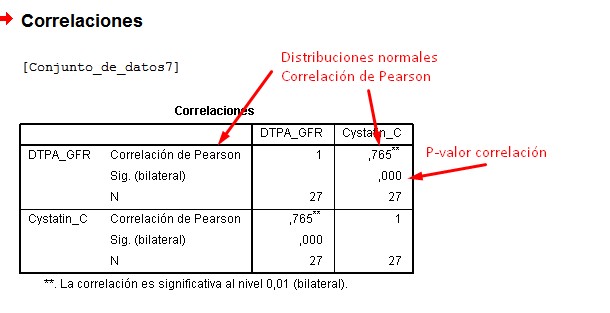 Correlaciones
[Conjunto_de_datos7]
Distribuciones normales
Correlación de Pearson
Correlaciones
DTPA_GFR Cystatin_C
DTPA_GFR Correlación de Pearson 1 ,765**
Sig. (bilateral) ,000
N 27 27
Cystatin_C Correlación de Pearson ,765** 1
Sig. (bilateral) ,000
N 27 27
P-valor correlación
**. La correlación es significativa al nivel 0,01 (bilateral).